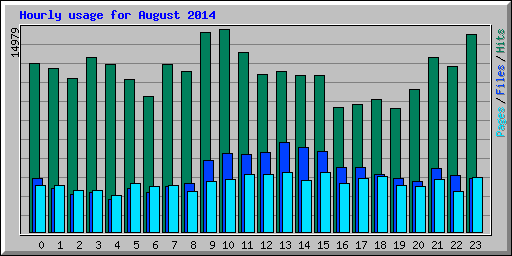 Hourly usage for August 2014
14979
Pages/Files/Hits
0 1 2 3 4 5 6 7 8 9 10 11 12 13 14 15 16 17 18 19 20 21 22 23